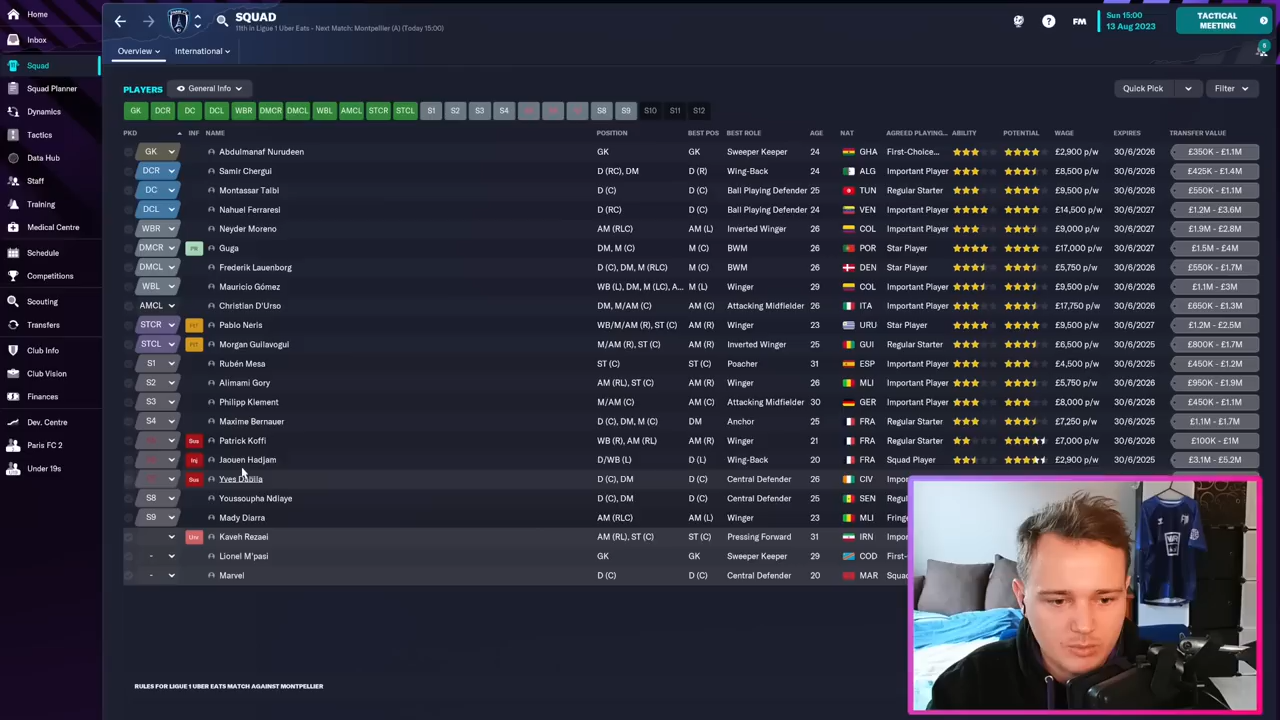 Home
Inbox
Squad
Squad Planner
Dynamics
Tactics
Data Hub
Staff
Training
Medical Centre
Schedule
Competitions
Scouting
Transfers
Club Info
Club Vision
Finances
Dev. Centre
Paris FC 2
Under 19s
SQUAD
11th in Ligue 1 Uber Eats - Next Match: Montpellier (A) (Today 15:00)
FM
Sun 15:00
13 Aug 2023
TACTICAL MEETING
Overview International
PLAYERS General Info Quick Pick Filter
GK DCR DC DCL WBR DMCR DMCL WBL AMCL STCR STCL S1 S2 S3 S4 S8 S9 S10 S11 S12
PKD INF NAME POSITION BEST POS BEST ROLE AGE NAT AGREED PLAYING... ABILITY POTENTIAL WAGE EXPIRES TRANSFER VALUE
GK Abdulmanaf Nurudeen GK GK Sweeper Keeper 24 GHA First-Choice... £2,900 p/w 30/6/2026 £350K - £1.1M
DCR Samir Chergui D (RC), DM D (R) Wing-Back 24 ALG Important Player £8,500 p/w 30/6/2026 £425K - £1.4M
DC Montassar Talbi D (C) D (C) Ball Playing Defender 25 TUN Regular Starter £9,500 p/w 30/6/2026 £550K - £1.1M
DCL Nahuel Ferraresi D (RC) D (C) Ball Playing Defender 24 VEN Important Player £14,500 p/w 30/6/2027 £1.2M - £3.6M
WBR Neyder Moreno AM (RLC) AM (L) Inverted Winger 26 COL Important Player £9,000 p/w 30/6/2026 £1.9M - £2.8M
DMCR PR Guga DM, M (C) M (C) BWM 26 POR Star Player £17,000 p/w 30/6/2026 £1.5M - £4M
DMCL Frederik Lauenborg D (C), DM, M (RLC) M (C) BWM 26 DEN Star Player £5,750 p/w 30/6/2026 £550K - £1.7M
WBL Mauricio Gómez WB (L), DM, M (LC), A... M (L) Winger 29 COL Important Player £9,500 p/w 30/6/2026 £1.1M - £3M
AMCL Christian D'Urso DM, M/AM (C) AM (C) Attacking Midfielder 26 ITA Important Player £17,750 p/w 30/6/2026 £650K - £1.3M
STCR Pablo Neris WB/M/AM (R), ST (C) AM (R) Winger 23 URU Star Player £9,500 p/w 30/6/2027 £1.2M - £2.5M
STCL Morgan Guilavogui M/AM (R), ST (C) AM (R) Inverted Winger 25 GUI Regular Starter £6,500 p/w 30/6/2026 £800K - £1.7M
S1 Rubén Mesa ST (C) ST (C) Poacher 31 ESP Important Player £4,500 p/w 30/6/2025 £450K - £1.2M
S2 Alimami Gory AM (RL), ST (C) AM (R) Winger 26 MLI Important Player £5,750 p/w 30/6/2026 £950K - £1.9M
S3 Philipp Klement M/AM (C) AM (C) Attacking Midfielder 30 GER Important Player £8,000 p/w 30/6/2026 £450K - £1.1M
S4 Maxime Bernauer D (C), DM, M (C) DM Anchor 25 FRA Regular Starter £7,250 p/w 30/6/2025 £1.1M - £1.7M
Sus Patrick Koffi WB (R), AM (RL) AM (R) Winger 21 FRA Regular Starter £7,000 p/w 30/6/2026 £100K - £1M
Inj Jaouen Hadjam D/WB (L) D (L) Wing-Back 20 FRA Squad Player £2,900 p/w 30/6/2025 £3.1M - £5.2M
Sus Yves Dabila D (C), DM D (C) Central Defender 26 CIV Impor
S8 Youssoupha Ndiaye D (C), DM D (C) Central Defender 25 SEN Regul
S9 Mady Diarra AM (RLC) AM (L) Winger 23 MLI Fringe
Unv Kaveh Rezaei AM (RL), ST (C) ST (C) Pressing Forward 31 IRN Impor
- Lionel M'pasi GK GK Sweeper Keeper 29 COD First-
- Marvel D (C) D (C) Central Defender 20 MAR Squad
RULES FOR LIGUE 1 UBER EATS MATCH AGAINST MONTPELLIER